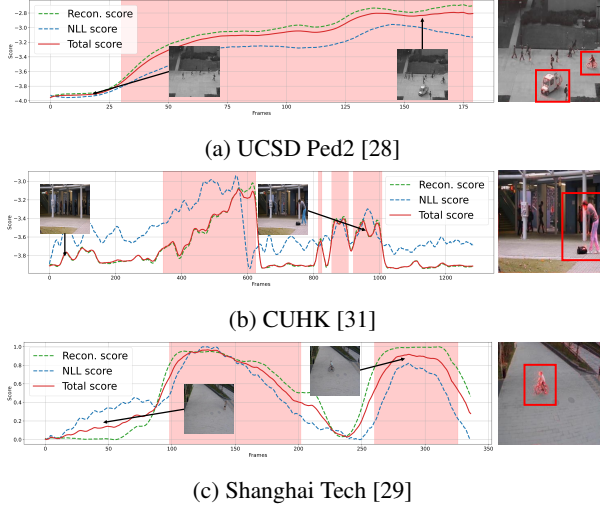 Recon. score
NLL score
Total score
Score
−2.8
−3.0
−3.2
−3.4
−3.6
−3.8
−4.0
0 25 50 75 100 125 150 175
Frames
(a) UCSD Ped2 [28]
Recon. score
NLL score
Total score
Score
−3.0
−3.2
−3.4
−3.6
−3.8
0 200 400 600 800 1000 1200
Frames
(b) CUHK [31]
Recon. score
NLL score
Total score
Score
1.0
0.8
0.6
0.4
0.2
0.0
0 50 100 150 200 250 300 350
Frames
(c) Shanghai Tech [29]